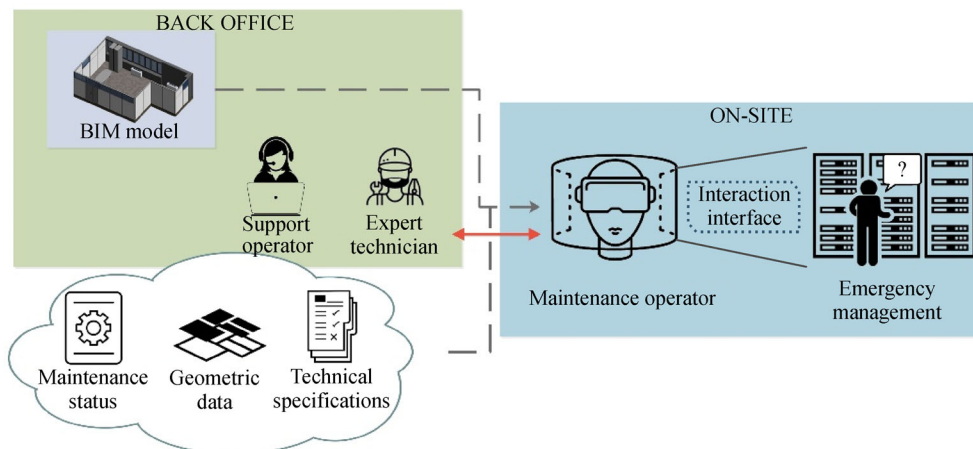 BACK OFFICE
BIM model
Support
operator
Expert
technician
Maintenance
status
Geometric
data
Technical
specifications
ON-SITE
Interaction
interface
?
Maintenance operator
Emergency
management